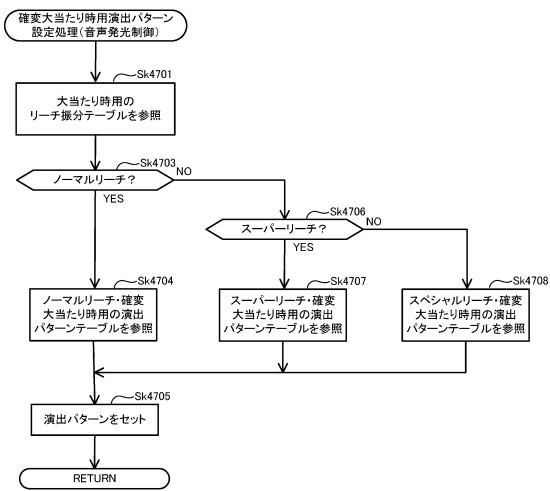 確変大当たり時用演出パターン
設定処理(音声発光制御)
Sk4701
大当たり時用の
リーチ振分テーブルを参照
Sk4703
ノーマルリーチ?
NO
YES
Sk4706
スーパーリーチ?
NO
YES
Sk4704
ノーマルリーチ・確変
大当たり時用の演出
パターンテーブルを参照
Sk4707
スーパーリーチ・確変
大当たり時用の演出
パターンテーブルを参照
Sk4708
スペシャルリーチ・確変
大当たり時用の演出
パターンテーブルを参照
Sk4705
演出パターンをセット
RETURN